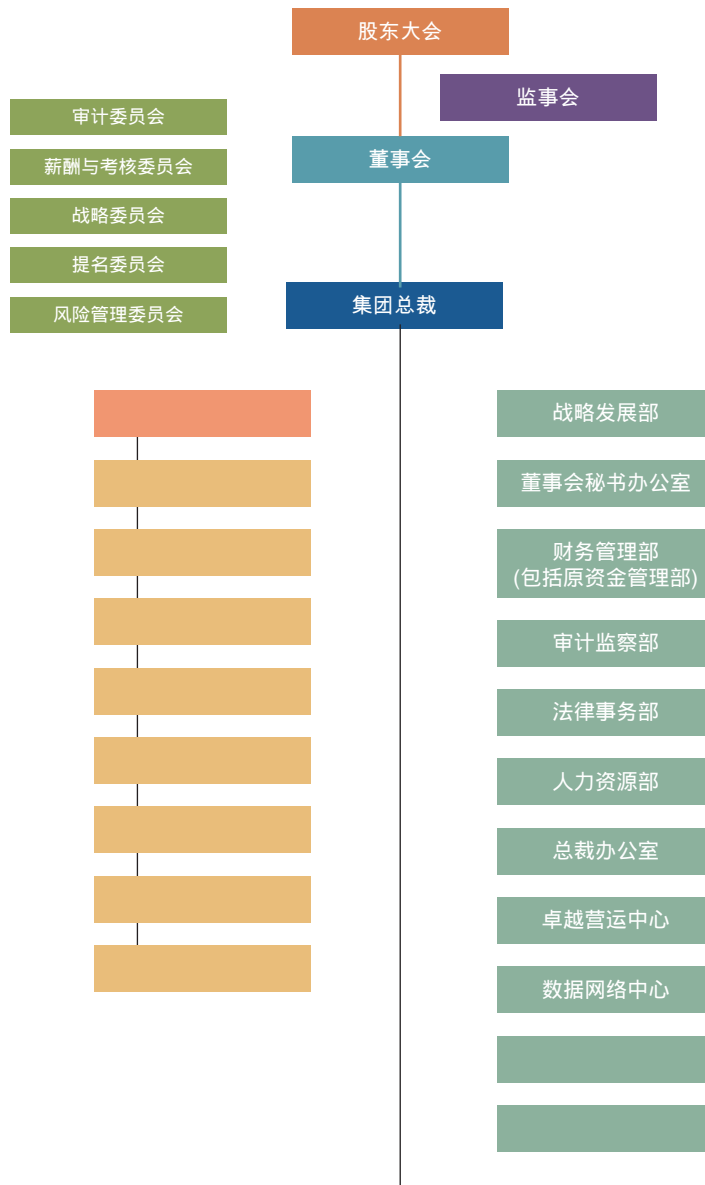 股东大会
监事会
审计委员会
董事会
薪酬与考核委员会
战略委员会
提名委员会
集团总裁
风险管理委员会
战略发展部
董事会秘书办公室
财务管理部
(包括原资金管理部)
审计监察部
法律事务部
人力资源部
总裁办公室
卓越营运中心
数据网络中心